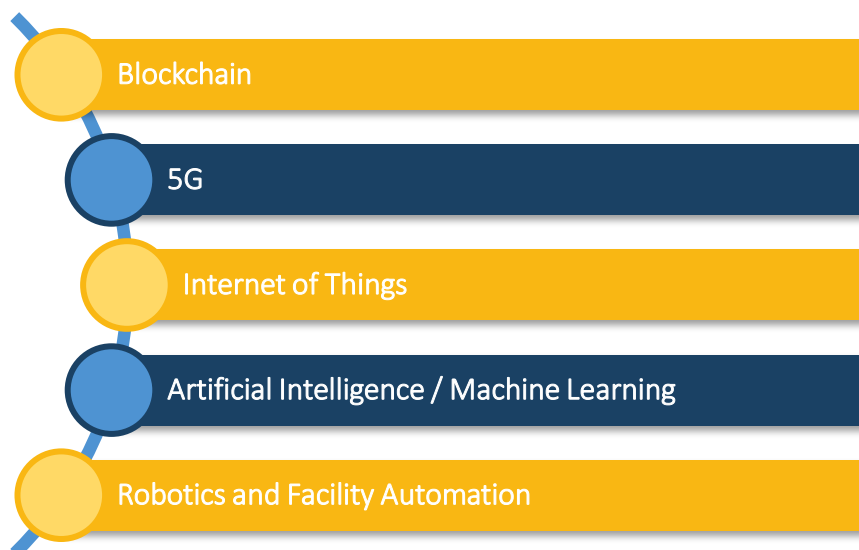 Blockchain
5G
Internet of Things
Artificial Intelligence / Machine Learning
Robotics and Facility Automation